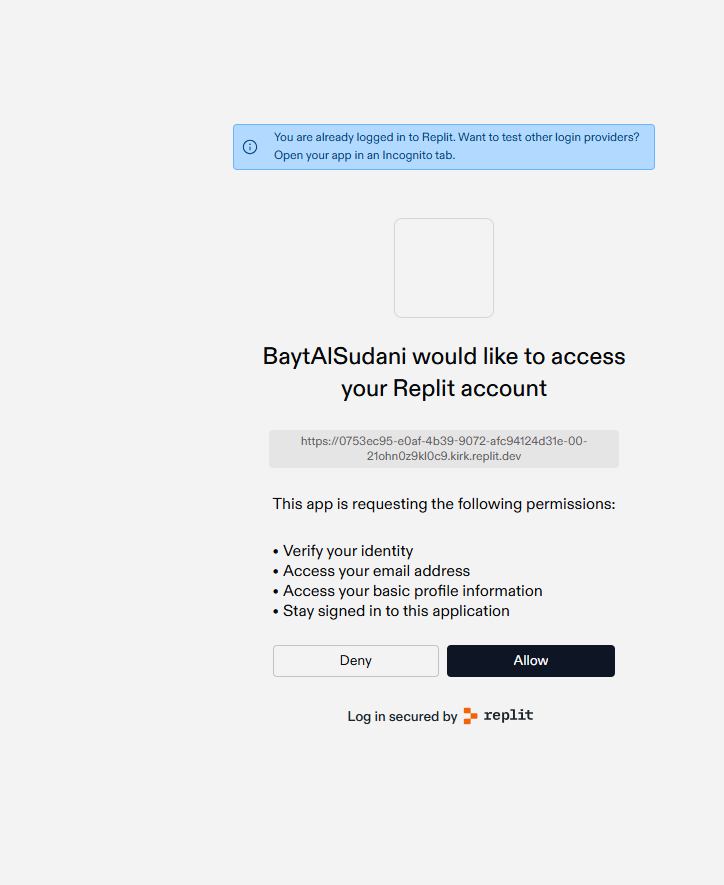 You are already logged in to Replit. Want to test other login providers?
Open your app in an Incognito tab.
BaytAlSudani would like to access
your Replit account
https://0753ec95-e0af-4b39-9072-afc94124d31e-00-
21ohn0z9kl0c9.kirk.replit.dev
This app is requesting the following permissions:
• Verify your identity
• Access your email address
• Access your basic profile information
• Stay signed in to this application
Deny
Allow
Log in secured by replit